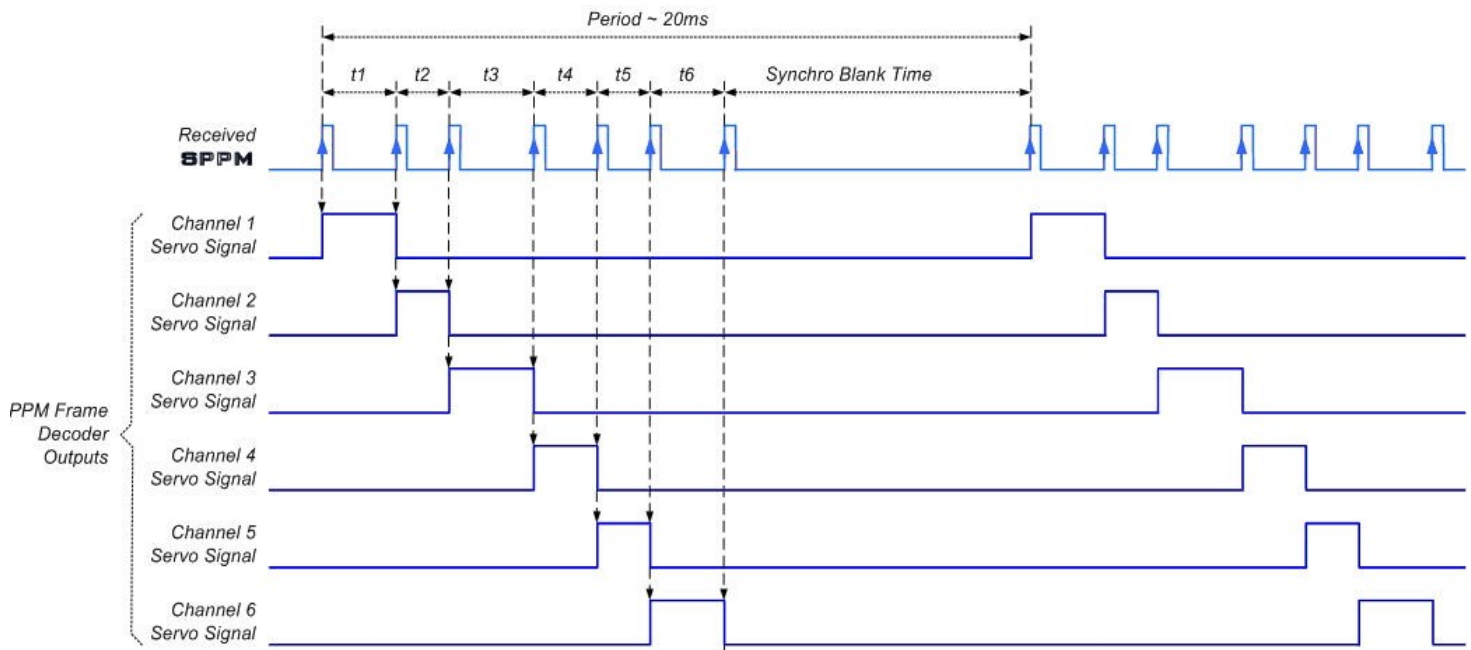 Period ~ 20ms
t1 t2 t3 t4 t5 t6 Synchro Blank Time
Received
SPPM
Channel 1
Servo Signal
Channel 2
Servo Signal
Channel 3
Servo Signal
PPM Frame
Decoder
Outputs
Channel 4
Servo Signal
Channel 5
Servo Signal
Channel 6
Servo Signal